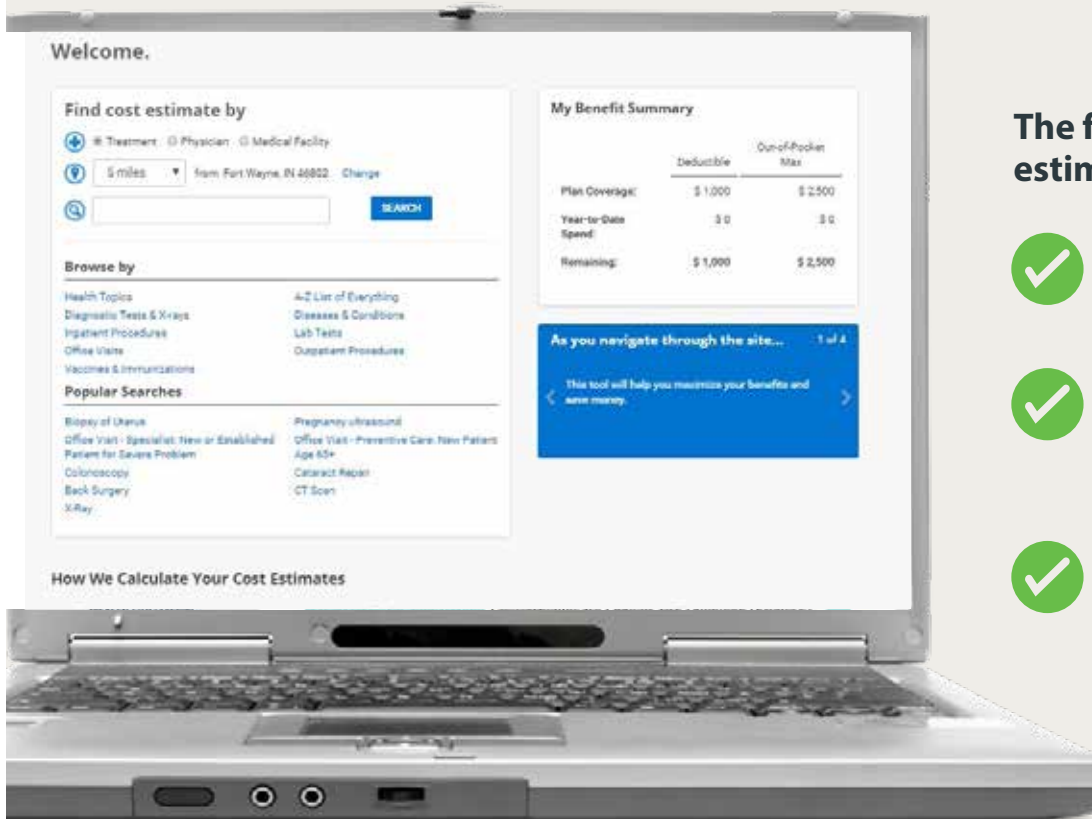 Welcome.
Find cost estimate by
Treatment Physician Medical Facility
5 miles from Fort Wayne, IN 46802 Change
SEARCH
Browse by
Health Topics
Diagnostic Tests & X-rays
Inpatient Procedures
Office Visits
Vaccines & Immunizations
A-Z List of Everything
Diseases & Conditions
Lab Tests
Outpatient Procedures
Popular Searches
Biopsy of Uterus
Office Visit - Specialist: New or Established
Patient for Severe Problem
Colonoscopy
Back Surgery
X-Ray
Pregnancy ultrasound
Office Visit - Preventive Care: New Patient
Age 65+
Cataract Repair
CT Scan
My Benefit Summary
Deductible
Out-of-Pocket
Max
Plan Coverage: $ 1,000 $ 2,500
Year-to-Date
Spend: $ 0 $ 0
Remaining: $ 1,000 $ 2,500
As you navigate through the site... 1 of 4
This tool will help you maximize your benefits and
save money.
How We Calculate Your Cost Estimates
The f
estim